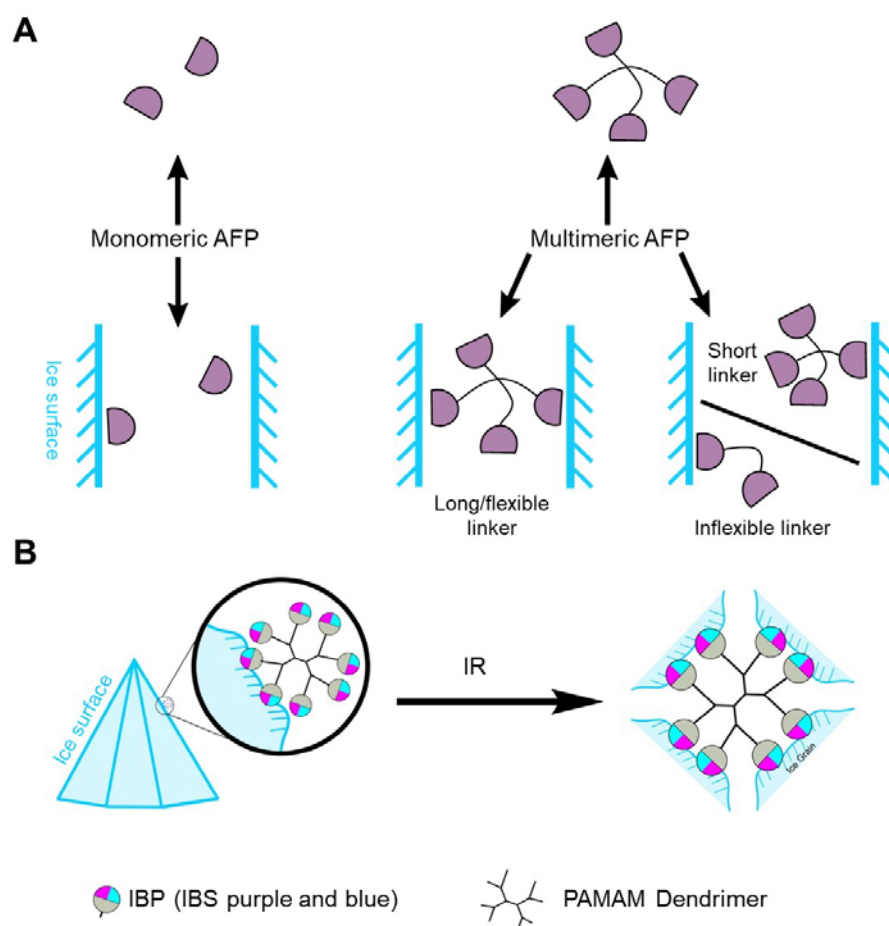 A
Monomeric AFP
Multimeric AFP
Ice surface
Short
linker
Long/flexible
linker
Inflexible linker
B
Ice surface
IR
Ice Grain
IBP (IBS purple and blue)
PAMAM Dendrimer